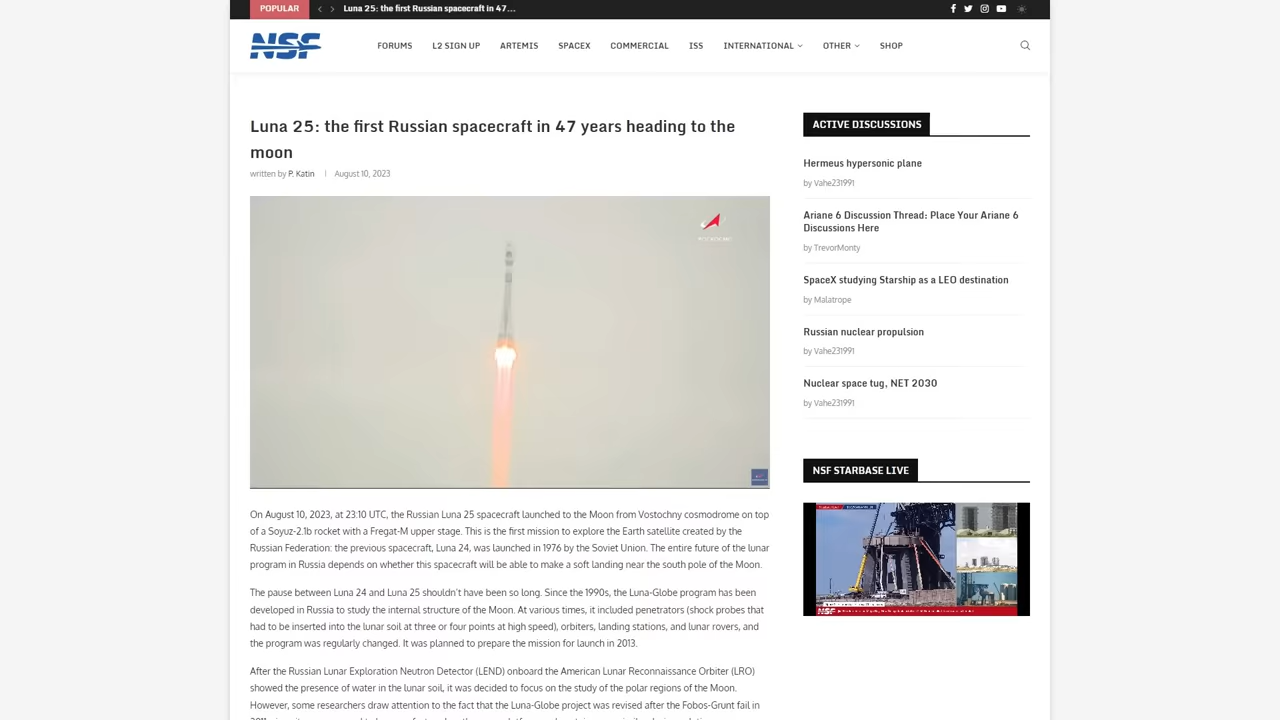 POPULAR
Luna 25: the first Russian spacecraft in 47...
NSF
FORUMS
L2 SIGN UP
ARTEMIS
SPACEX
COMMERCIAL
ISS
INTERNATIONAL
OTHER
SHOP
Luna 25: the first Russian spacecraft in 47 years heading to the
moon
written by P. Katin
August 10, 2023
On August 10, 2023, at 23:10 UTC, the Russian Luna 25 spacecraft launched to the Moon from Vostochny cosmodrome on top
of a Soyuz-2.1b rocket with a Fregat-M upper stage. This is the first mission to explore the Earth satellite created by the
Russian Federation: the previous spacecraft, Luna 24, was launched in 1976 by the Soviet Union. The entire future of the lunar
program in Russia depends on whether this spacecraft will be able to make a soft landing near the south pole of the Moon.
The pause between Luna 24 and Luna 25 shouldn't have been so long. Since the 1990s, the Luna-Globe program has been
developed in Russia to study the internal structure of the Moon. At various times, it included penetrators (shock probes that
had to be inserted into the lunar soil at three or four points at high speed), orbiters, landing stations, and lunar rovers, and
the program was regularly changed. It was planned to prepare the mission for launch in 2013.
After the Russian Lunar Exploration Neutron Detector (LEND) onboard the American Lunar Reconnaissance Orbiter (LRO)
showed the presence of water in the lunar soil, it was decided to focus on the study of the polar regions of the Moon.
However, some researchers draw attention to the fact that the Luna-Globe project was revised after the Fobos-Grunt fail in
ACTIVE DISCUSSIONS
Hermeus hypersonic plane
by Vahe231991
Ariane 6 Discussion Thread: Place Your Ariane 6
Discussions Here
by TrevorMonty
SpaceX studying Starship as a LEO destination
by Malatrope
Russian nuclear propulsion
by Vahe231991
Nuclear space tug, NET 2030
by Vahe231991
NSF STARBASE LIVE
NSF